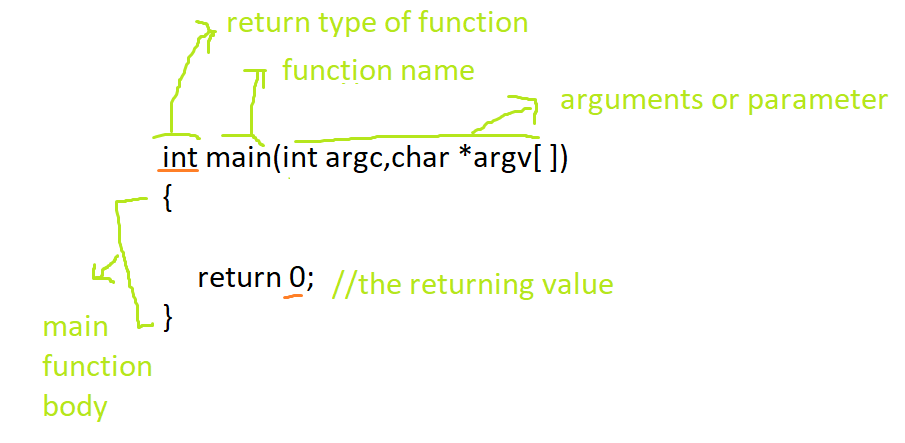 return type of function
function name
arguments or parameter
int main(int argc,char *argv[ ])
{
return 0; //the returning value
}
main
function
body